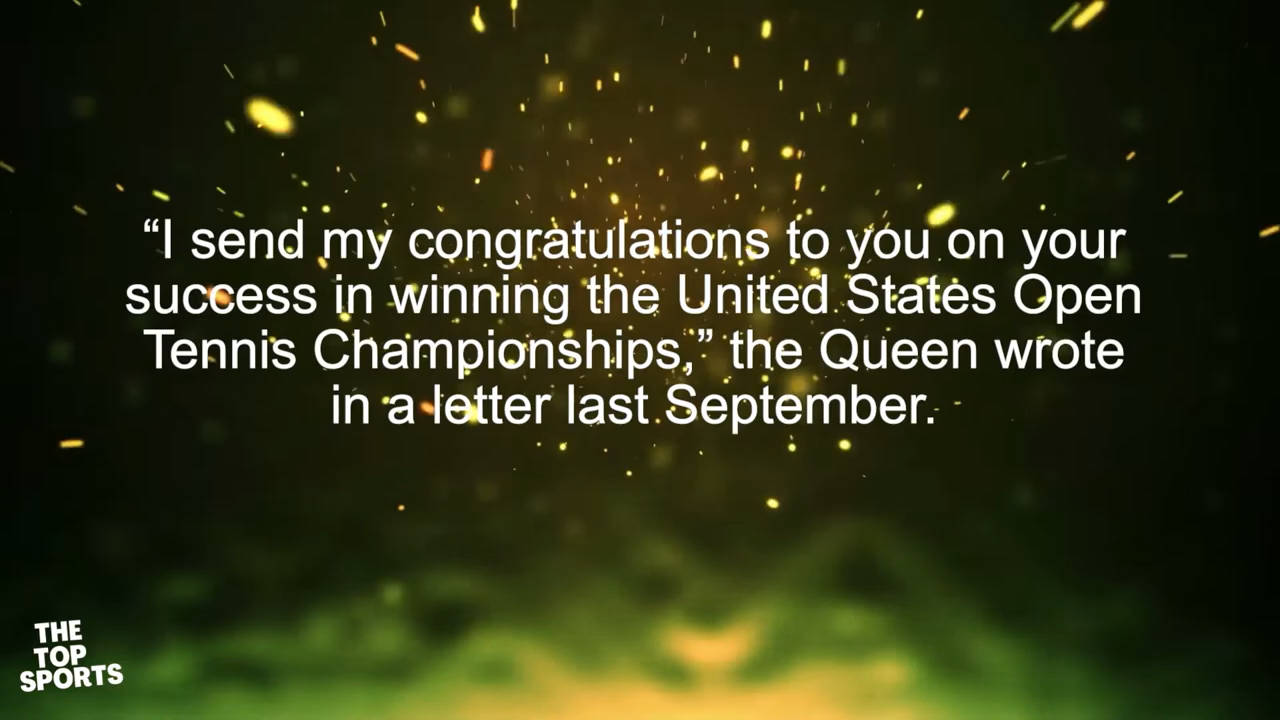 “I send my congratulations to you on your
success in winning the United States Open
Tennis Championships,” the Queen wrote
in a letter last September.
THE
TOP
SPORTS